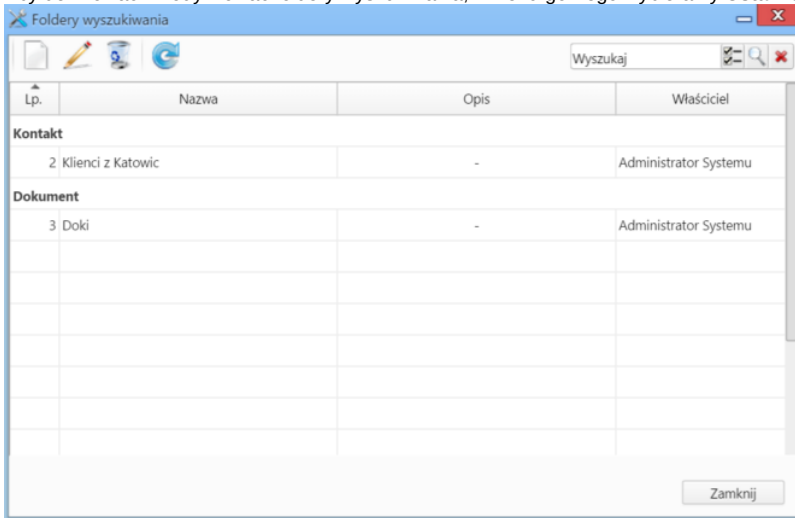 Foldery wyszukiwania
Wyszukaj
Lp. Nazwa Opis Właściciel
Kontakt
2 Klienci z Katowic - Administrator Systemu
Dokument
3 Doki - Administrator Systemu
Zamknij